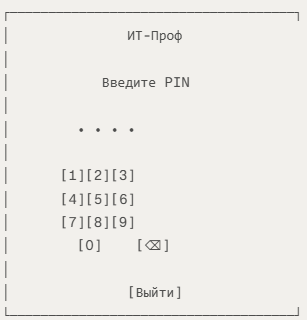 ИТ-Проф
Введите PIN
• • • •
[1][2][3]
[4][5][6]
[7][8][9]
[0] [⌫]
[Выйти]